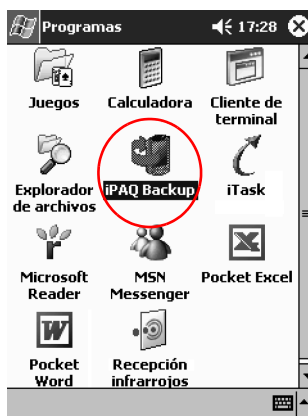 Programas 17:28
Juegos Calculadora Cliente de terminal
Explorador de archivos iPAQ Backup iTask
Microsoft Reader MSN Messenger Pocket Excel
Pocket Word Recepción infrarrojos